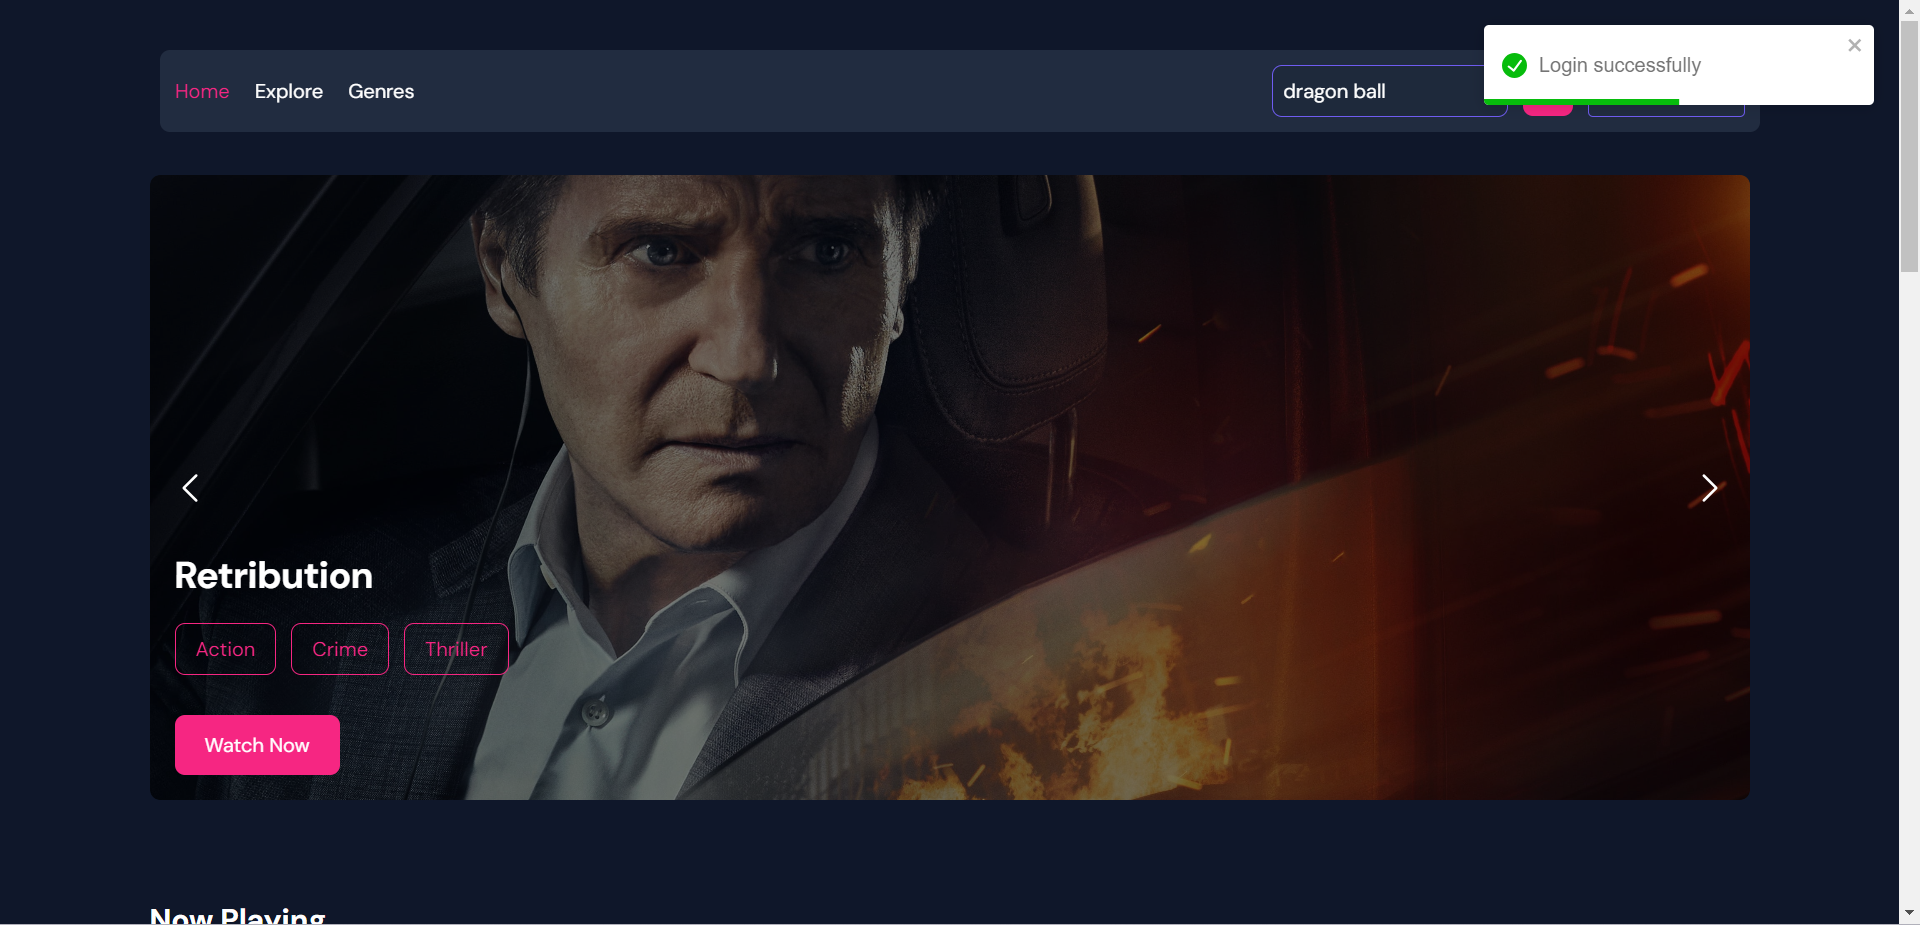 Home Explore Genres dragon ball
Login successfully
Retribution
Action Crime Thriller
Watch Now
Now Playing